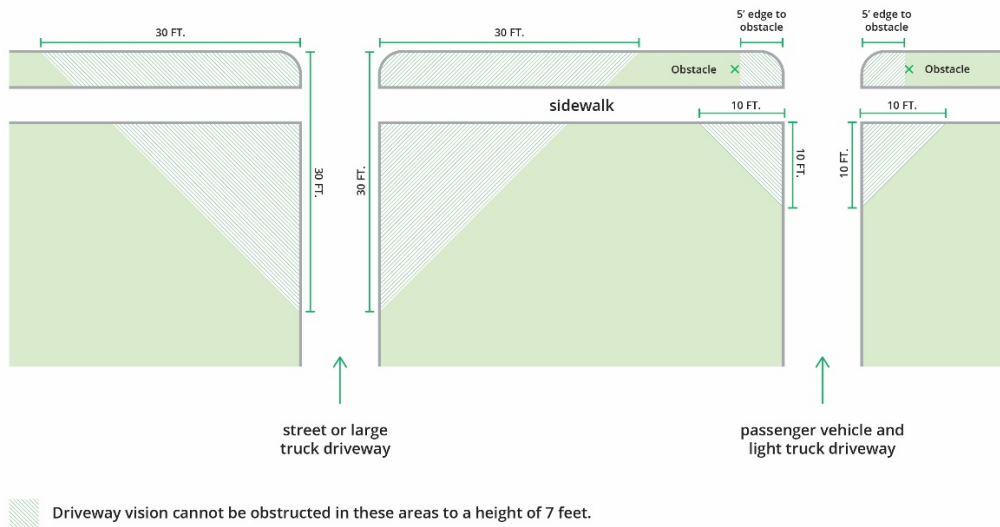 30 FT.
30 FT.
5' edge to
obstacle
5' edge to
obstacle
Obstacle
Obstacle
sidewalk
10 FT.
10 FT.
30 FT.
30 FT.
10 FT.
10 FT.
street or large
truck driveway
passenger vehicle and
light truck driveway
Driveway vision cannot be obstructed in these areas to a height of 7 feet.